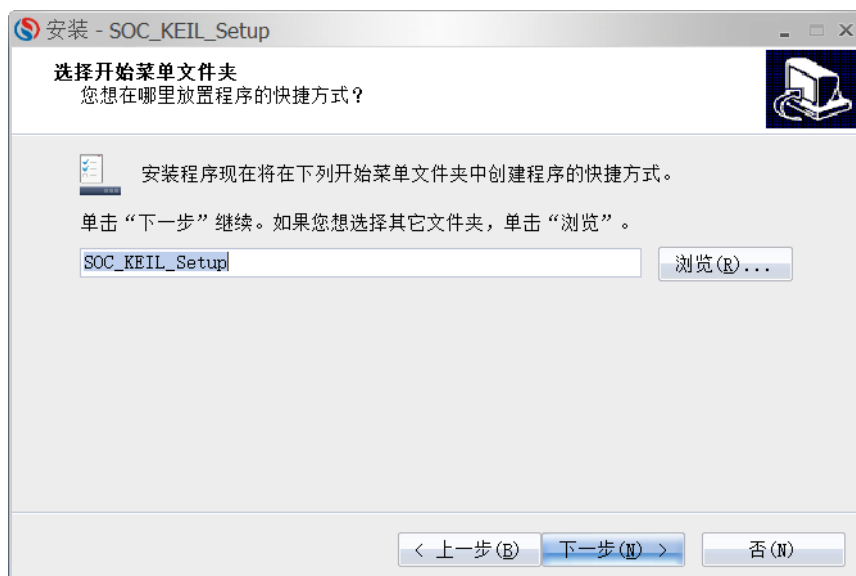 安装 - SOC_KEIL_Setup
选择开始菜单文件夹
您想在哪里放置程序的快捷方式？
安装程序现在将在下列开始菜单文件夹中创建程序的快捷方式。
单击“下一步”继续。如果您想选择其它文件夹，单击“浏览”。
SOC_KEIL_Setup
浏览(R)...
< 上一步(B)
下一步(N) >
否(N)